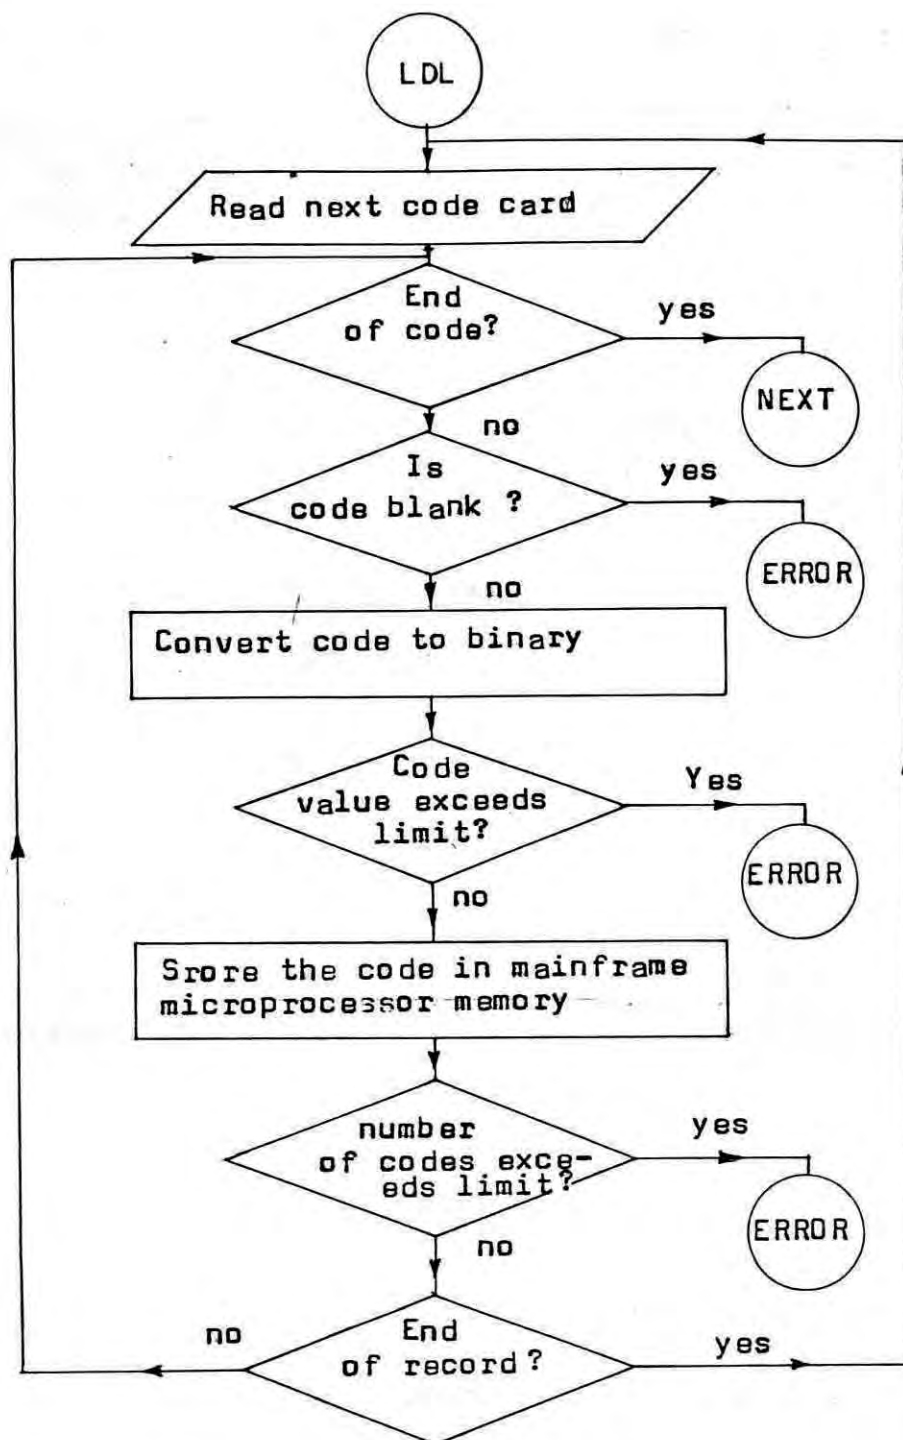 LDL
Read next code card
End
of code?
yes
NEXT
no
Is
code blank ?
yes
ERROR
no
Convert code to binary
Code
value exceeds
limit?
Yes
ERROR
no
Srore the code in mainframe
microprocessor memory
number
of codes exce-
eds limit?
yes
ERROR
no
End
of record?
no
yes